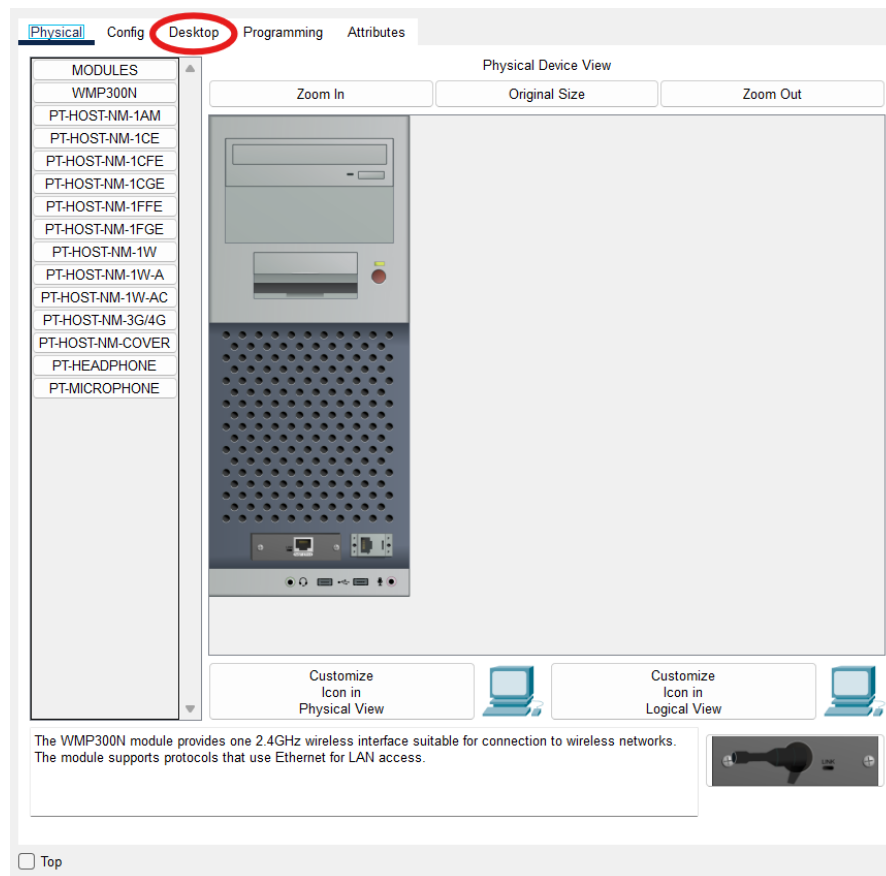 Physical Config Desktop Programming Attributes
MODULES
WMP300N
PT-HOST-NM-1AM
PT-HOST-NM-1CE
PT-HOST-NM-1CFE
PT-HOST-NM-1CGE
PT-HOST-NM-1FFE
PT-HOST-NM-1FGE
PT-HOST-NM-1W
PT-HOST-NM-1W-A
PT-HOST-NM-1W-AC
PT-HOST-NM-3G/4G
PT-HOST-NM-COVER
PT-HEADPHONE
PT-MICROPHONE
Physical Device View
Zoom In Original Size Zoom Out
Customize
Icon in
Physical View
Customize
Icon in
Logical View
The WMP300N module provides one 2.4GHz wireless interface suitable for connection to wireless networks.
The module supports protocols that use Ethernet for LAN access.
LINK
Top